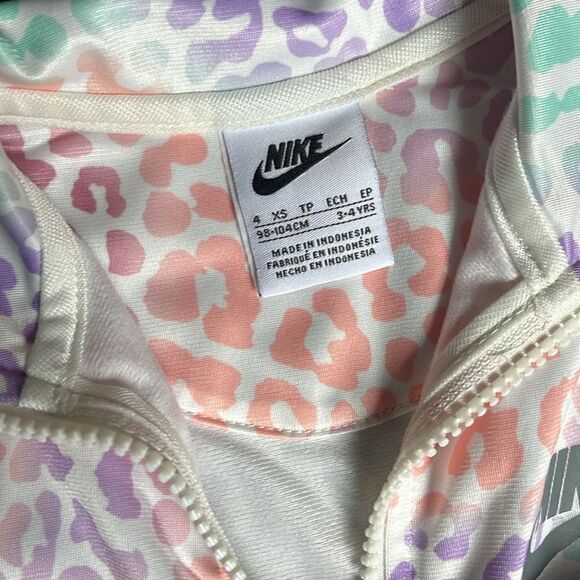 NIKE
4 XS TP ECH EP
98-104CM 3-4YRS
MADE IN INDONESIA
FABRIQUÉ EN INDONÉSIE
HECHO EN INDONESIA